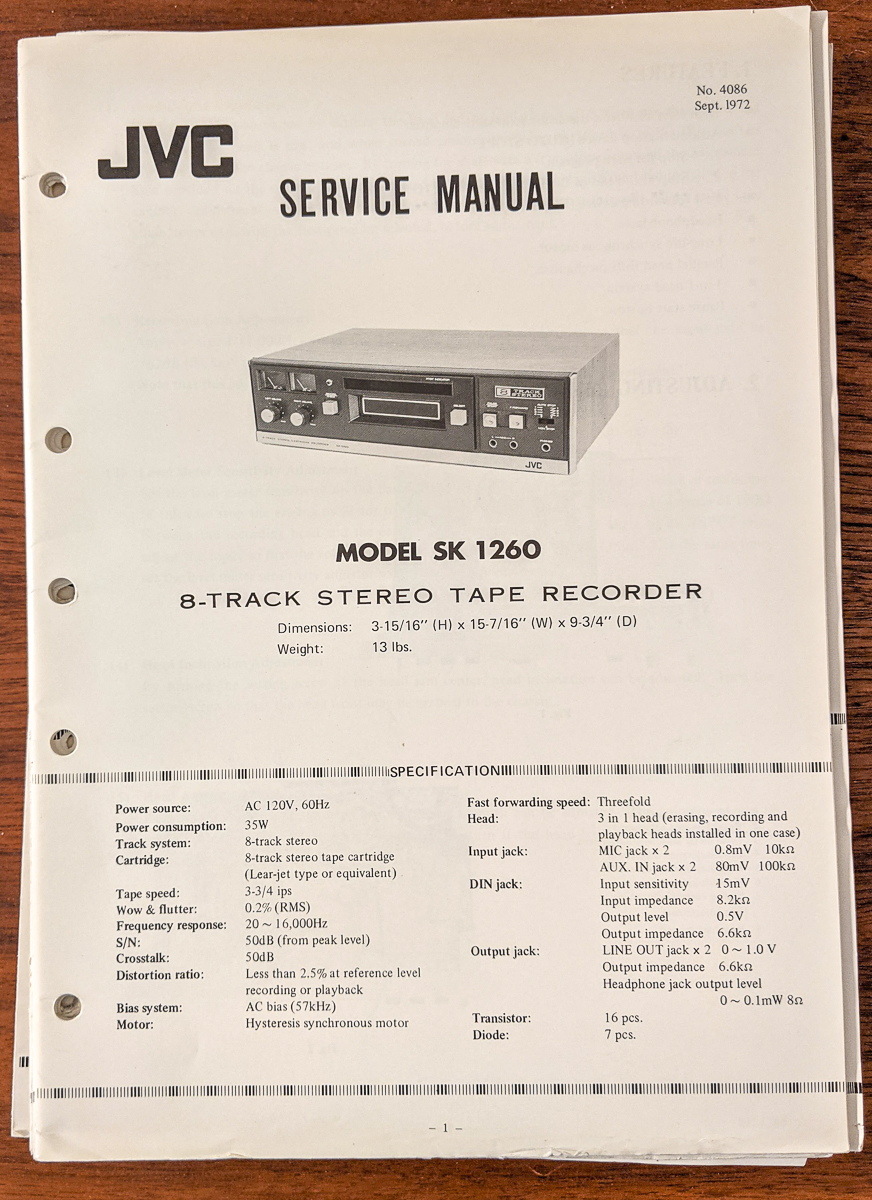 No. 4086
Sept. 1972
JVC
SERVICE MANUAL
8 TRACK
STEREO
JVC
MODEL SK 1260
8-TRACK STEREO TAPE RECORDER
Dimensions: 3-15/16" (H) x 15-7/16" (W) x 9-3/4" (D)
Weight: 13 lbs.
SPECIFICATION
Power source: AC 120V, 60Hz
Power consumption: 35W
Track system: 8-track stereo
Cartridge: 8-track stereo tape cartridge
(Lear-jet type or equivalent)
Tape speed: 3-3/4 ips
Wow & flutter: 0.2% (RMS)
Frequency response: 20 ~ 16,000Hz
S/N: 50dB (from peak level)
Crosstalk: 50dB
Distortion ratio: Less than 2.5% at reference level
recording or playback
Bias system: AC bias (57kHz)
Motor: Hysteresis synchronous motor
Fast forwarding speed: Threefold
Head: 3 in 1 head (erasing, recording and
playback heads installed in one case)
Input jack: MIC jack x 2 0.8mV 10kΩ
AUX. IN jack x 2 80mV 100kΩ
DIN jack: Input sensitivity 15mV
Input impedance 8.2kΩ
Output level 0.5V
Output impedance 6.6kΩ
Output jack: LINE OUT jack x 2 0 ~ 1.0 V
Output impedance 6.6kΩ
Headphone jack output level
0 ~ 0.1mW 8Ω
Transistor: 16 pcs.
Diode: 7 pcs.
– 1 –